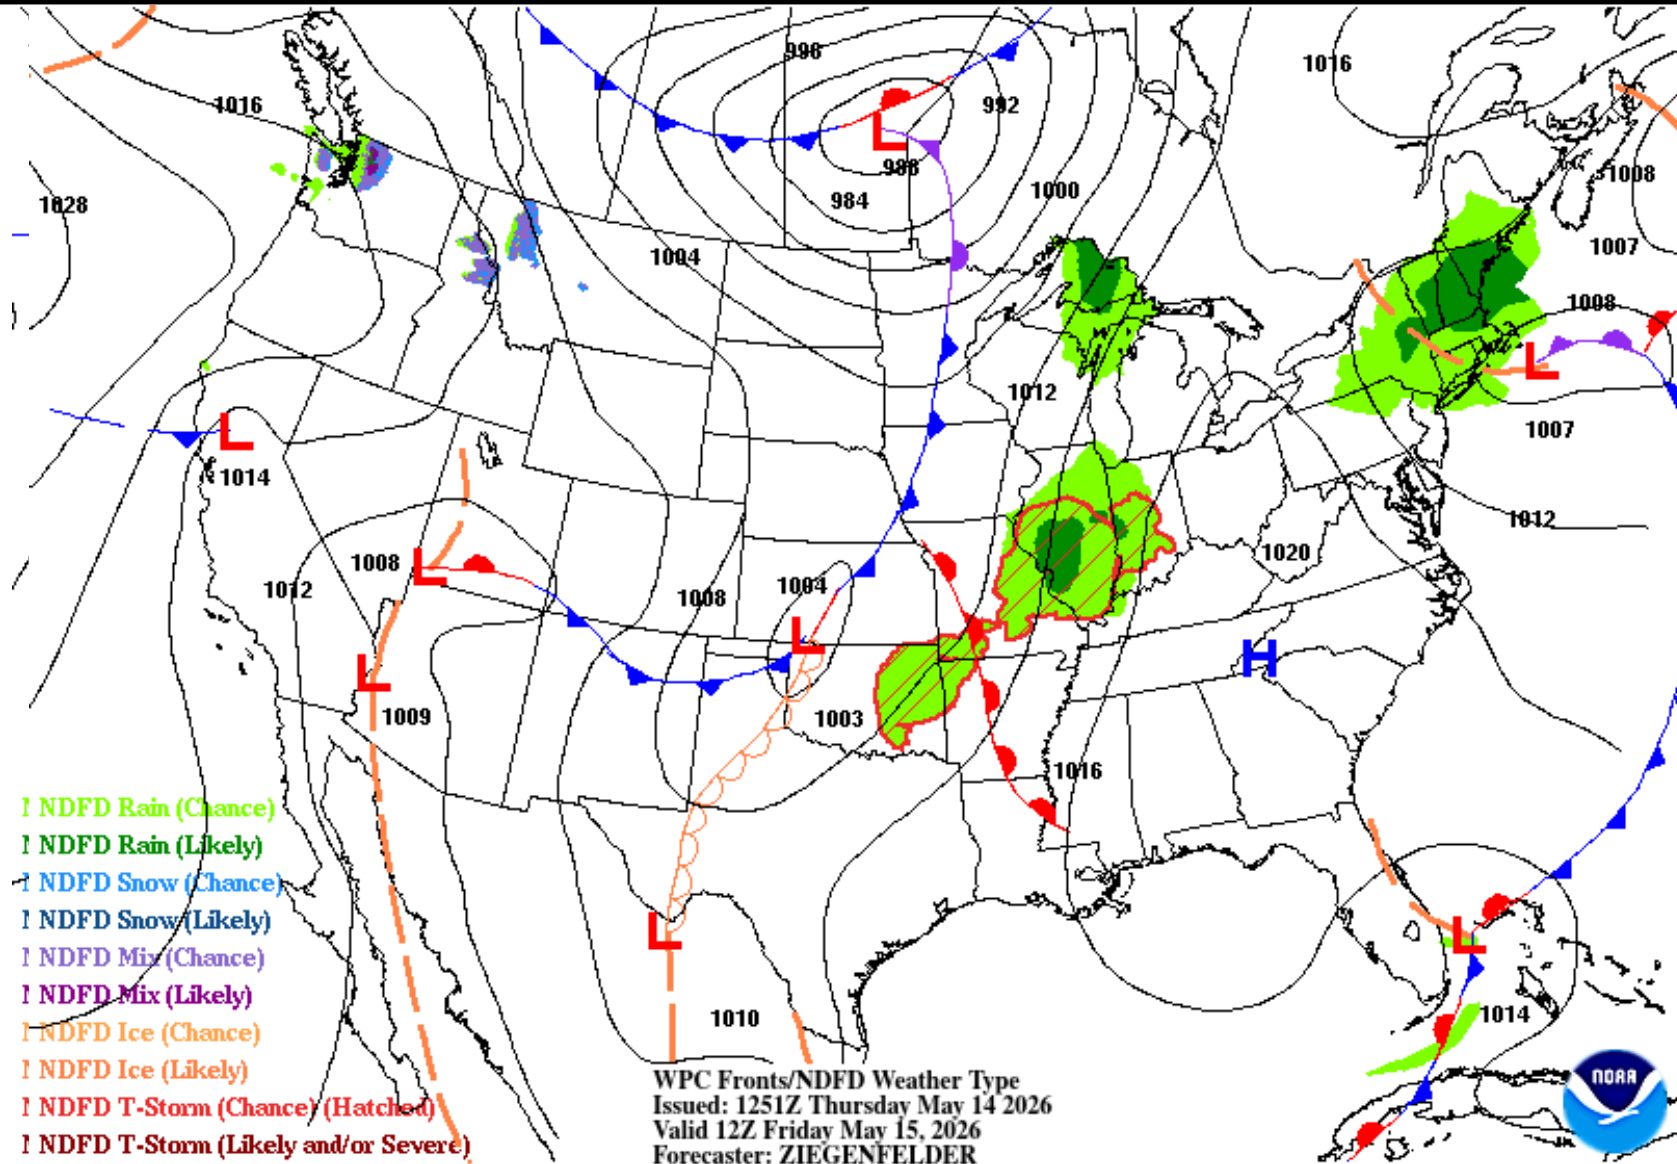 996
1016
1016
992
988
1008
1028
984
1000
1007
1004
1008
1012
1007
1014
1012
1008
1004
1020
1012
1008
1009
1003
1016
1010
1014
L
L
L
L
L
L
L
L
H
NDFD Rain (Chance)
NDFD Rain (Likely)
NDFD Snow (Chance)
NDFD Snow (Likely)
NDFD Mix (Chance)
NDFD Mix (Likely)
NDFD Ice (Chance)
NDFD Ice (Likely)
NDFD T-Storm (Chance) (Hatched)
NDFD T-Storm (Likely and/or Severe)
WPC Fronts/NDFD Weather Type
Issued: 1251Z Thursday May 14 2026
Valid 12Z Friday May 15, 2026
Forecaster: ZIEGENFELDER
NOAA